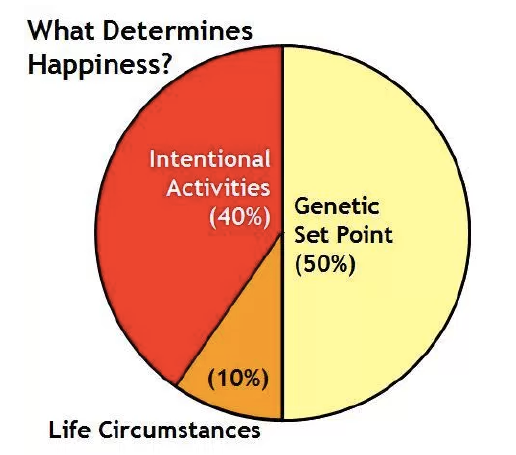 What Determines
Happiness?
Intentional
Activities
(40%)
Genetic
Set Point
(50%)
(10%)
Life Circumstances